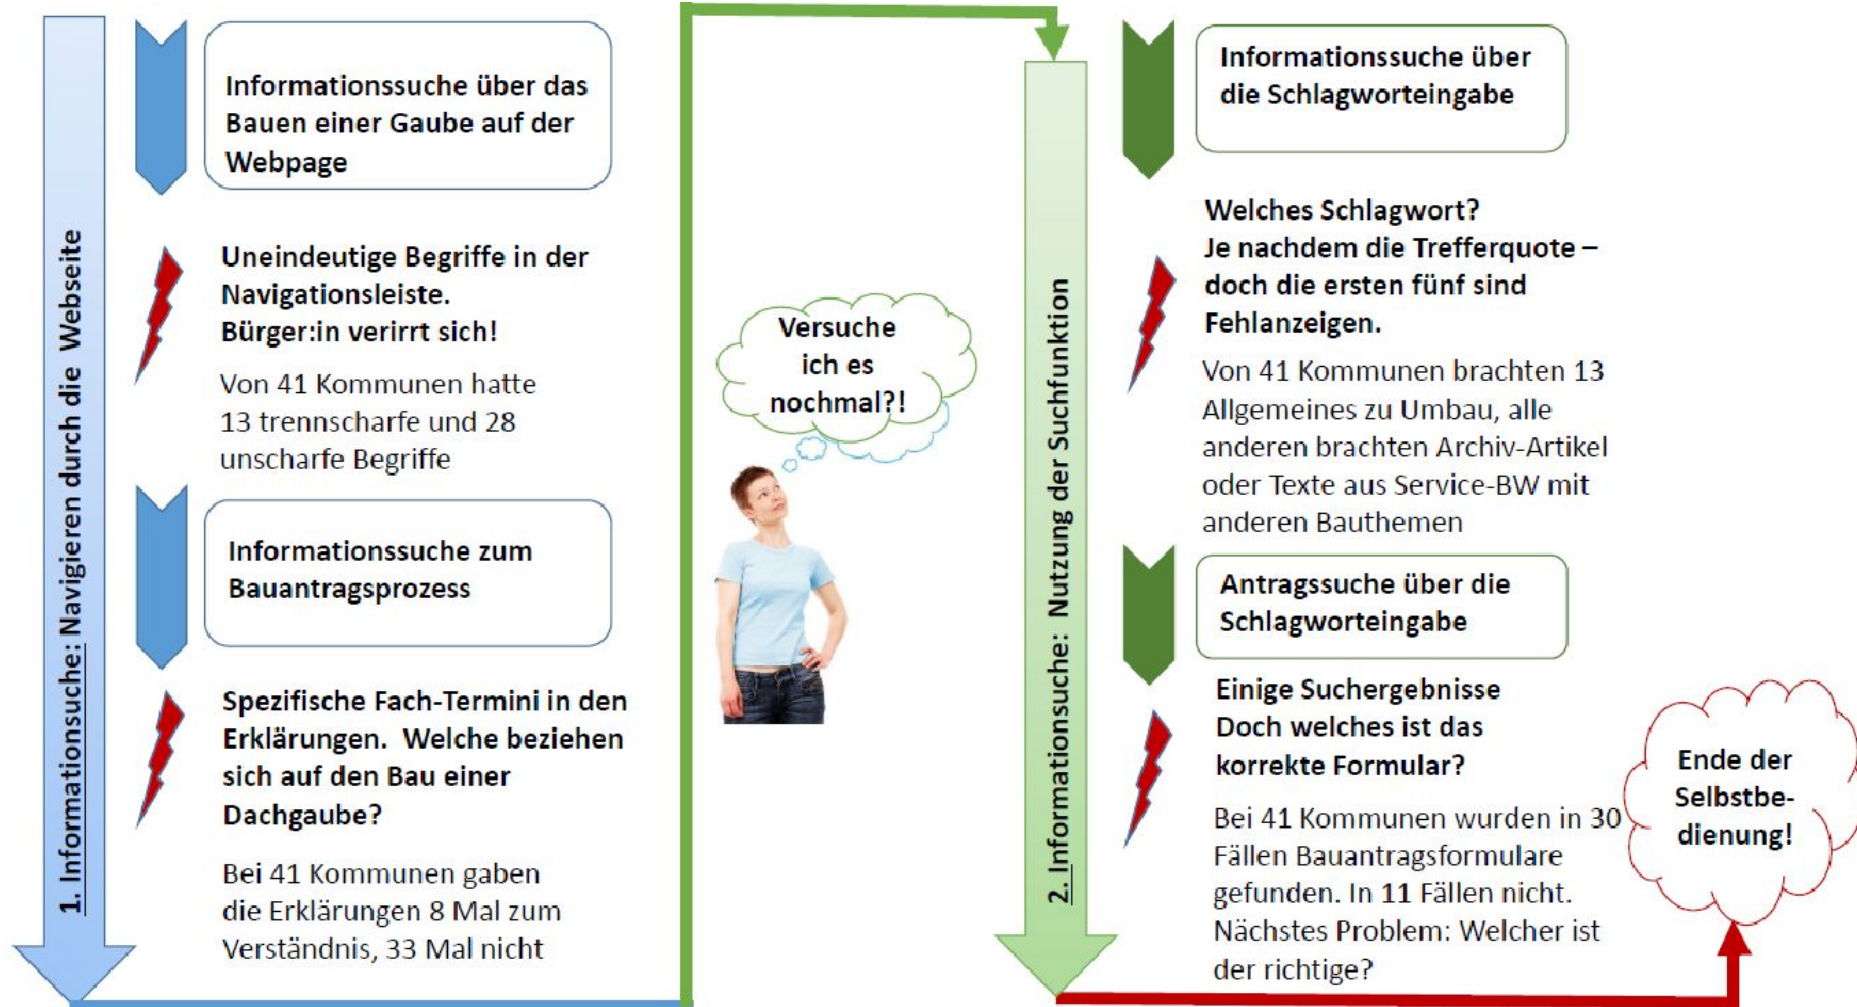 1. Informationsuche: Navigieren durch die Webseite
Informationssuche über das
Bauen einer Gaube auf der
Webpage
Uneindeutige Begriffe in der
Navigationsleiste.
Bürger:in verirrt sich!
Von 41 Kommunen hatte
13 trennscharfe und 28
unscharfe Begriffe
Informationssuche zum
Bauantragsprozess
Spezifische Fach-Termini in den
Erklärungen. Welche beziehen
sich auf den Bau einer
Dachgaube?
Bei 41 Kommunen gaben
die Erklärungen 8 Mal zum
Verständnis, 33 Mal nicht
Versuche
ich es
nochmal?!
2. Informationsuche: Nutzung der Suchfunktion
Informationssuche über
die Schlagworteingabe
Welches Schlagwort?
Je nachdem die Trefferquote –
doch die ersten fünf sind
Fehlanzeigen.
Von 41 Kommunen brachten 13
Allgemeines zu Umbau, alle
anderen brachten Archiv-Artikel
oder Texte aus Service-BW mit
anderen Bauthemen
Antragssuche über die
Schlagworteingabe
Einige Suchergebnisse
Doch welches ist das
korrekte Formular?
Bei 41 Kommunen wurden in 30
Fällen Bauantragsformulare
gefunden. In 11 Fällen nicht.
Nächstes Problem: Welcher ist
der richtige?
Ende der
Selbstbe-
dienung!